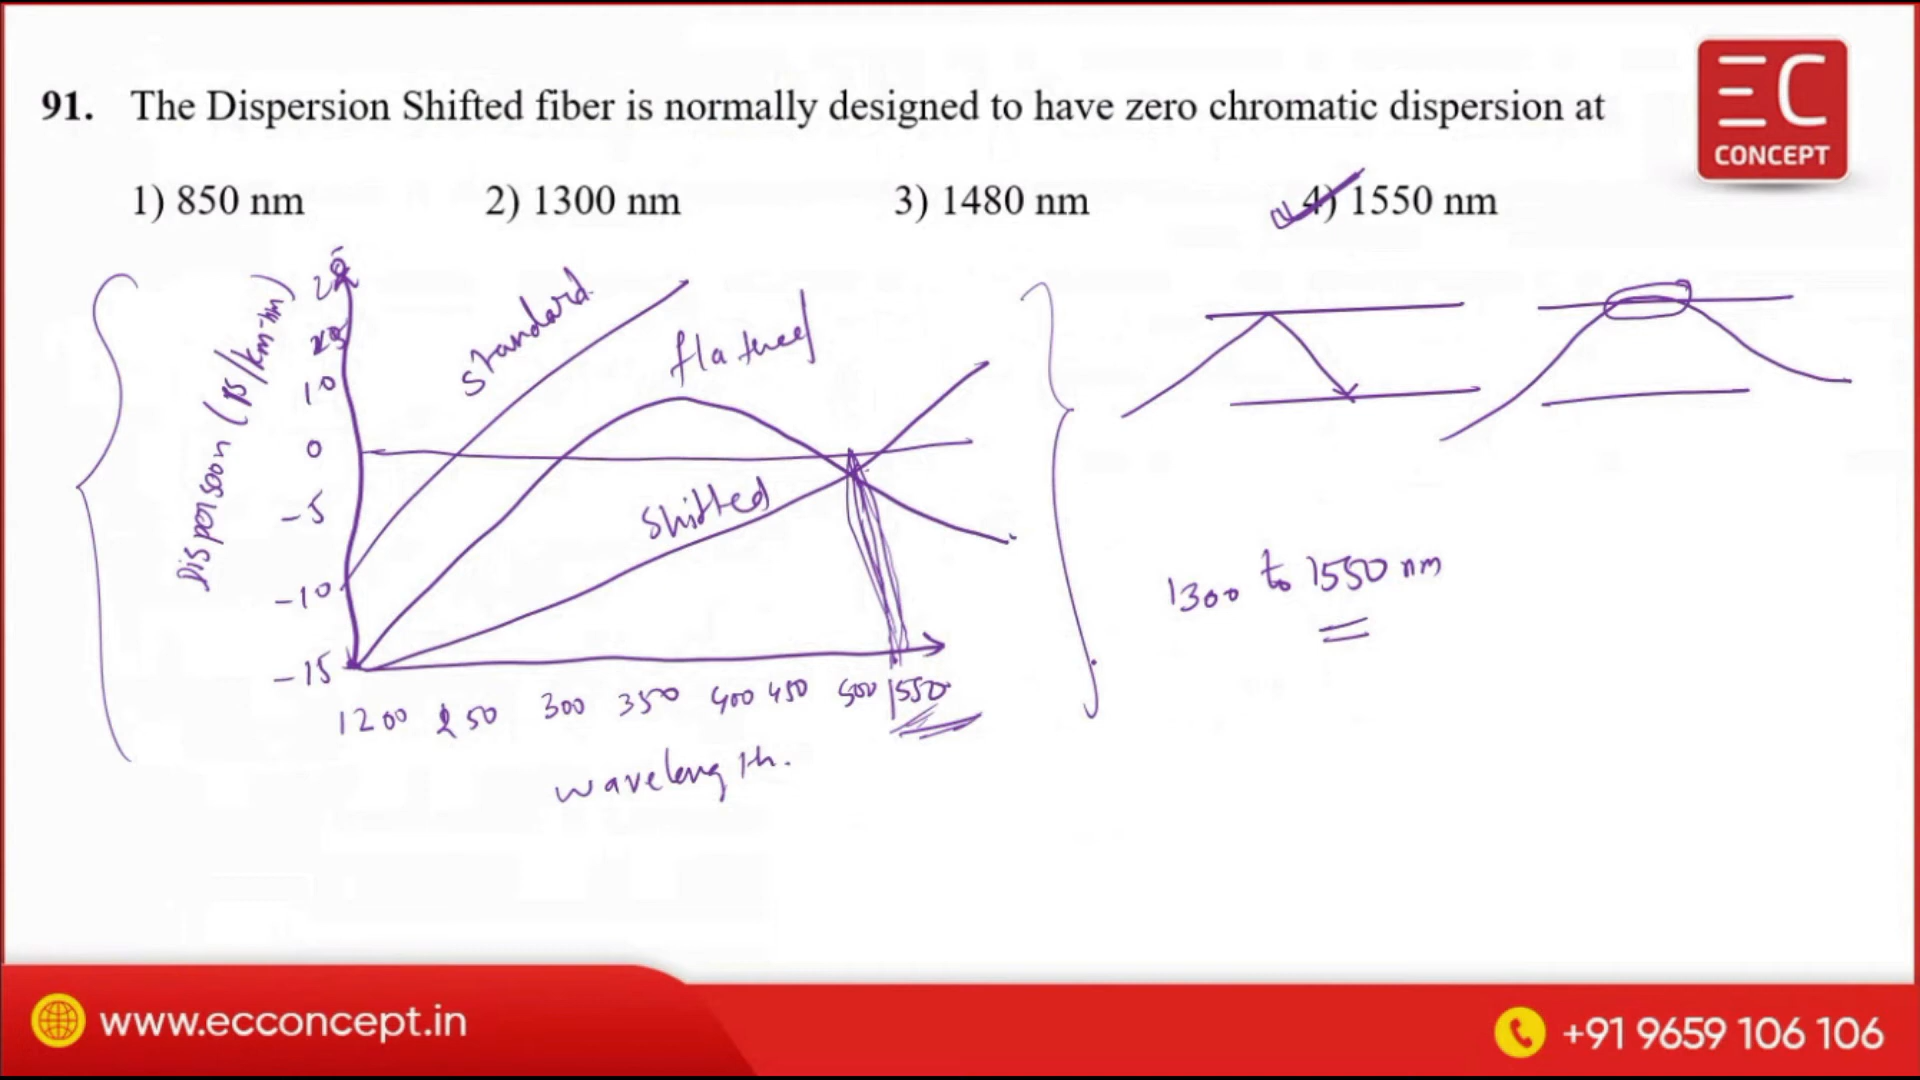 91. The Dispersion Shifted fiber is normally designed to have zero chromatic dispersion at
EC
CONCEPT
1) 850 nm 2) 1300 nm 3) 1480 nm 4) 1550 nm
standard
flatned
shifted
Dispersoon (ps/km-nm)
10
0
-5
-10
-15
1200 250 300 350 400 450 500 1550
wavelength.
1300 to 1550 nm
www.ecconcept.in
+91 9659 106 106